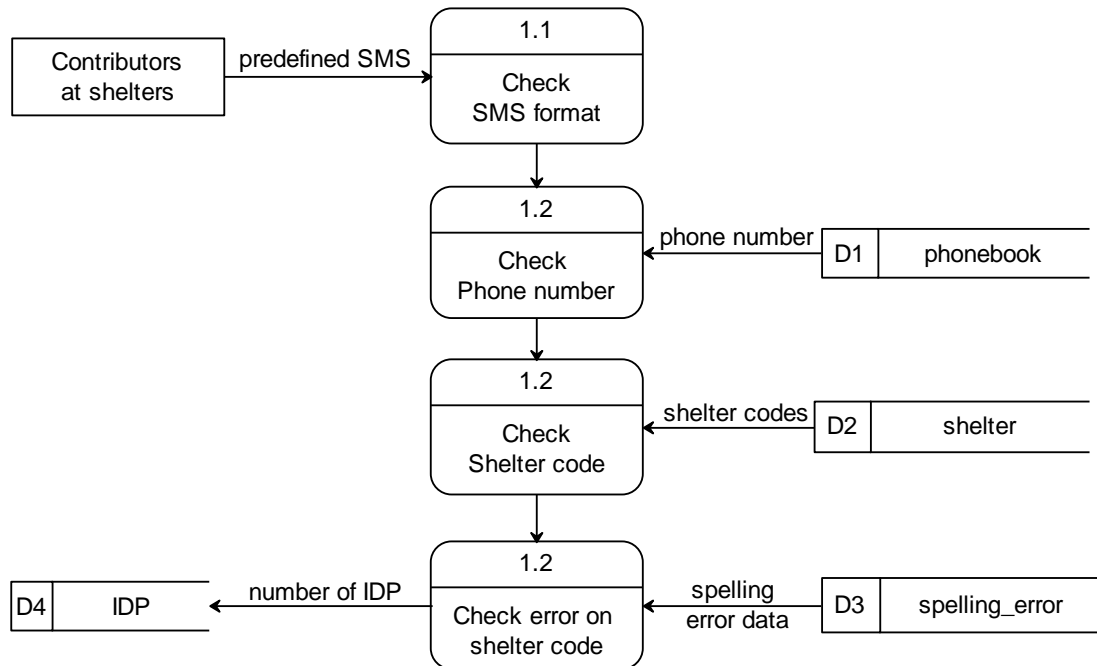 1.1
Contributors
at shelters
predefined SMS
Check
SMS format
1.2
Check
Phone number
phone number
D1
phonebook
1.2
Check
Shelter code
shelter codes
D2
shelter
1.2
Check error on
shelter code
D4
IDP
number of IDP
spelling
error data
D3
spelling_error